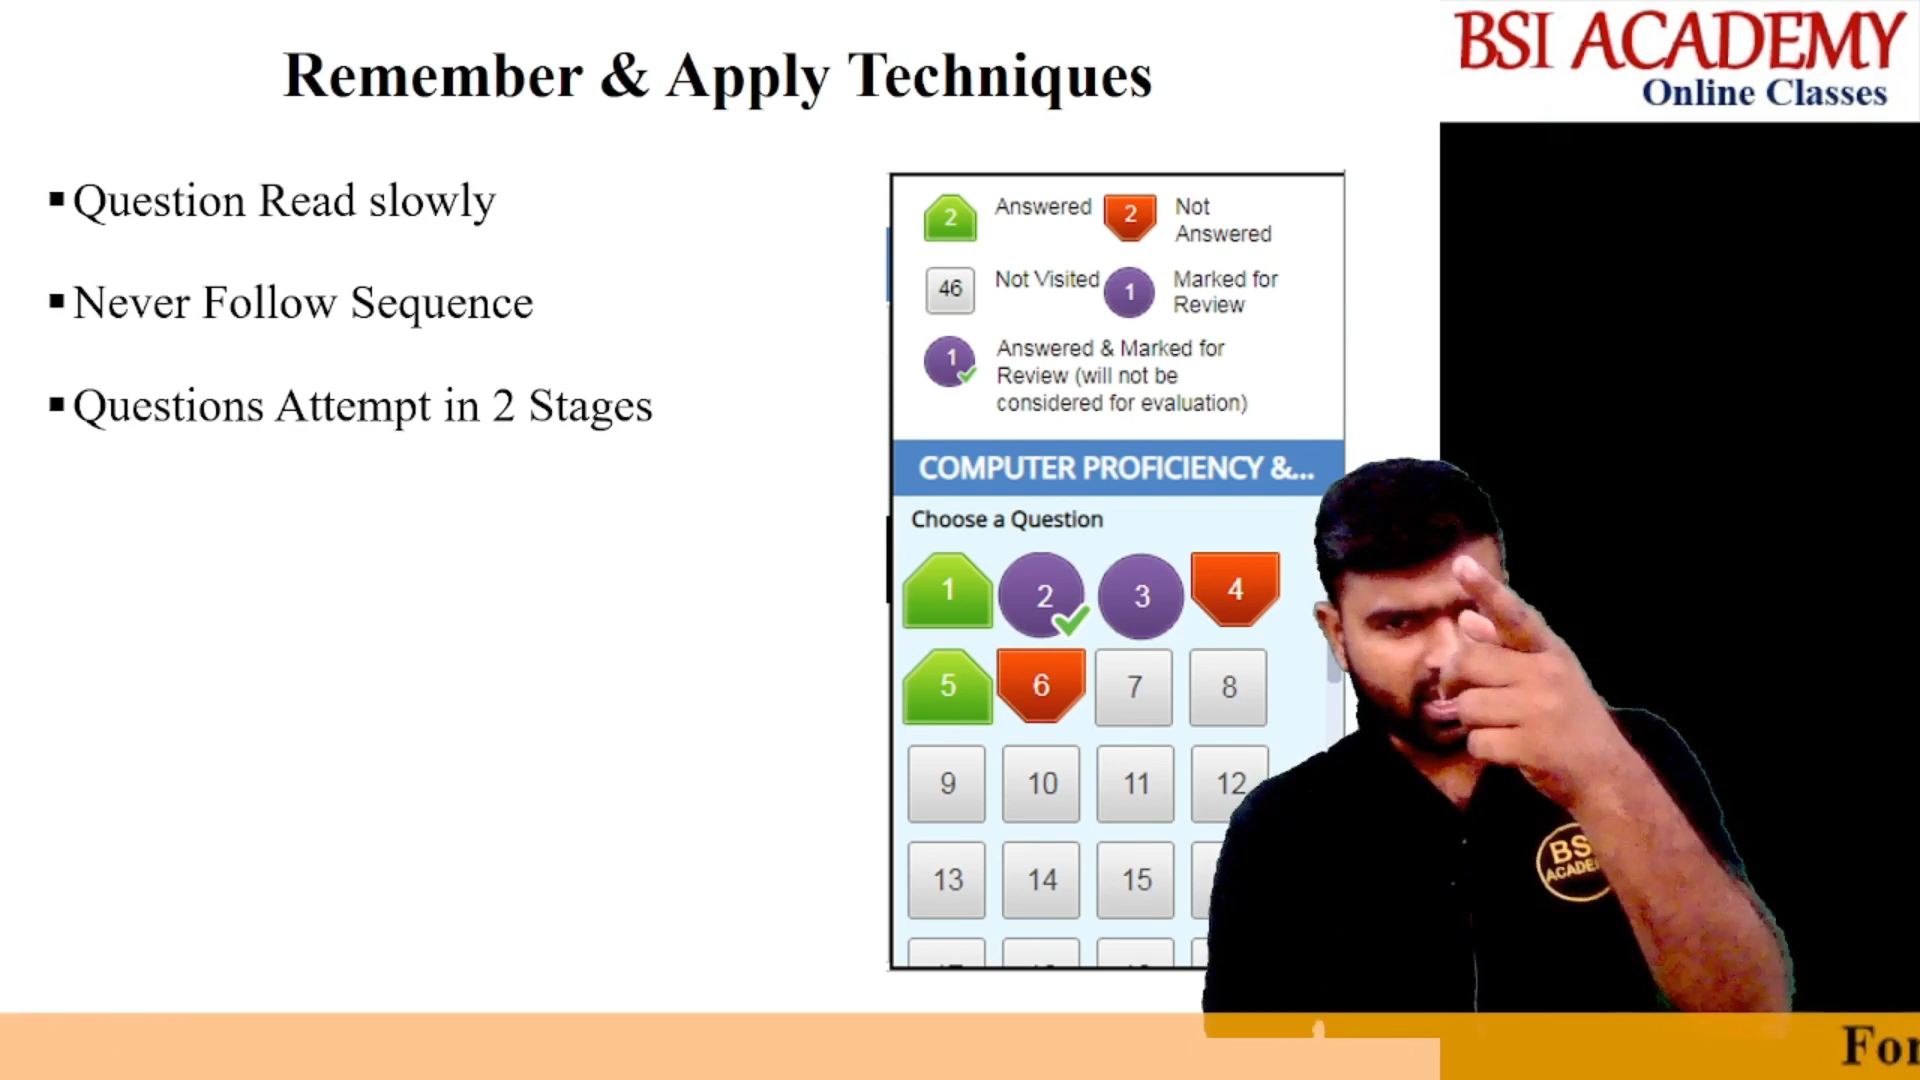 Remember & Apply Techniques
BSI ACADEMY
Online Classes
▪Question Read slowly
▪Never Follow Sequence
▪Questions Attempt in 2 Stages
2 Answered
2 Not
Answered
46 Not Visited
1 Marked for
Review
1 Answered & Marked for
Review (will not be
considered for evaluation)
COMPUTER PROFICIENCY &...
Choose a Question
1 2 3 4
5 6 7 8
9 10 11 12
13 14 15
BS
ACADE
For